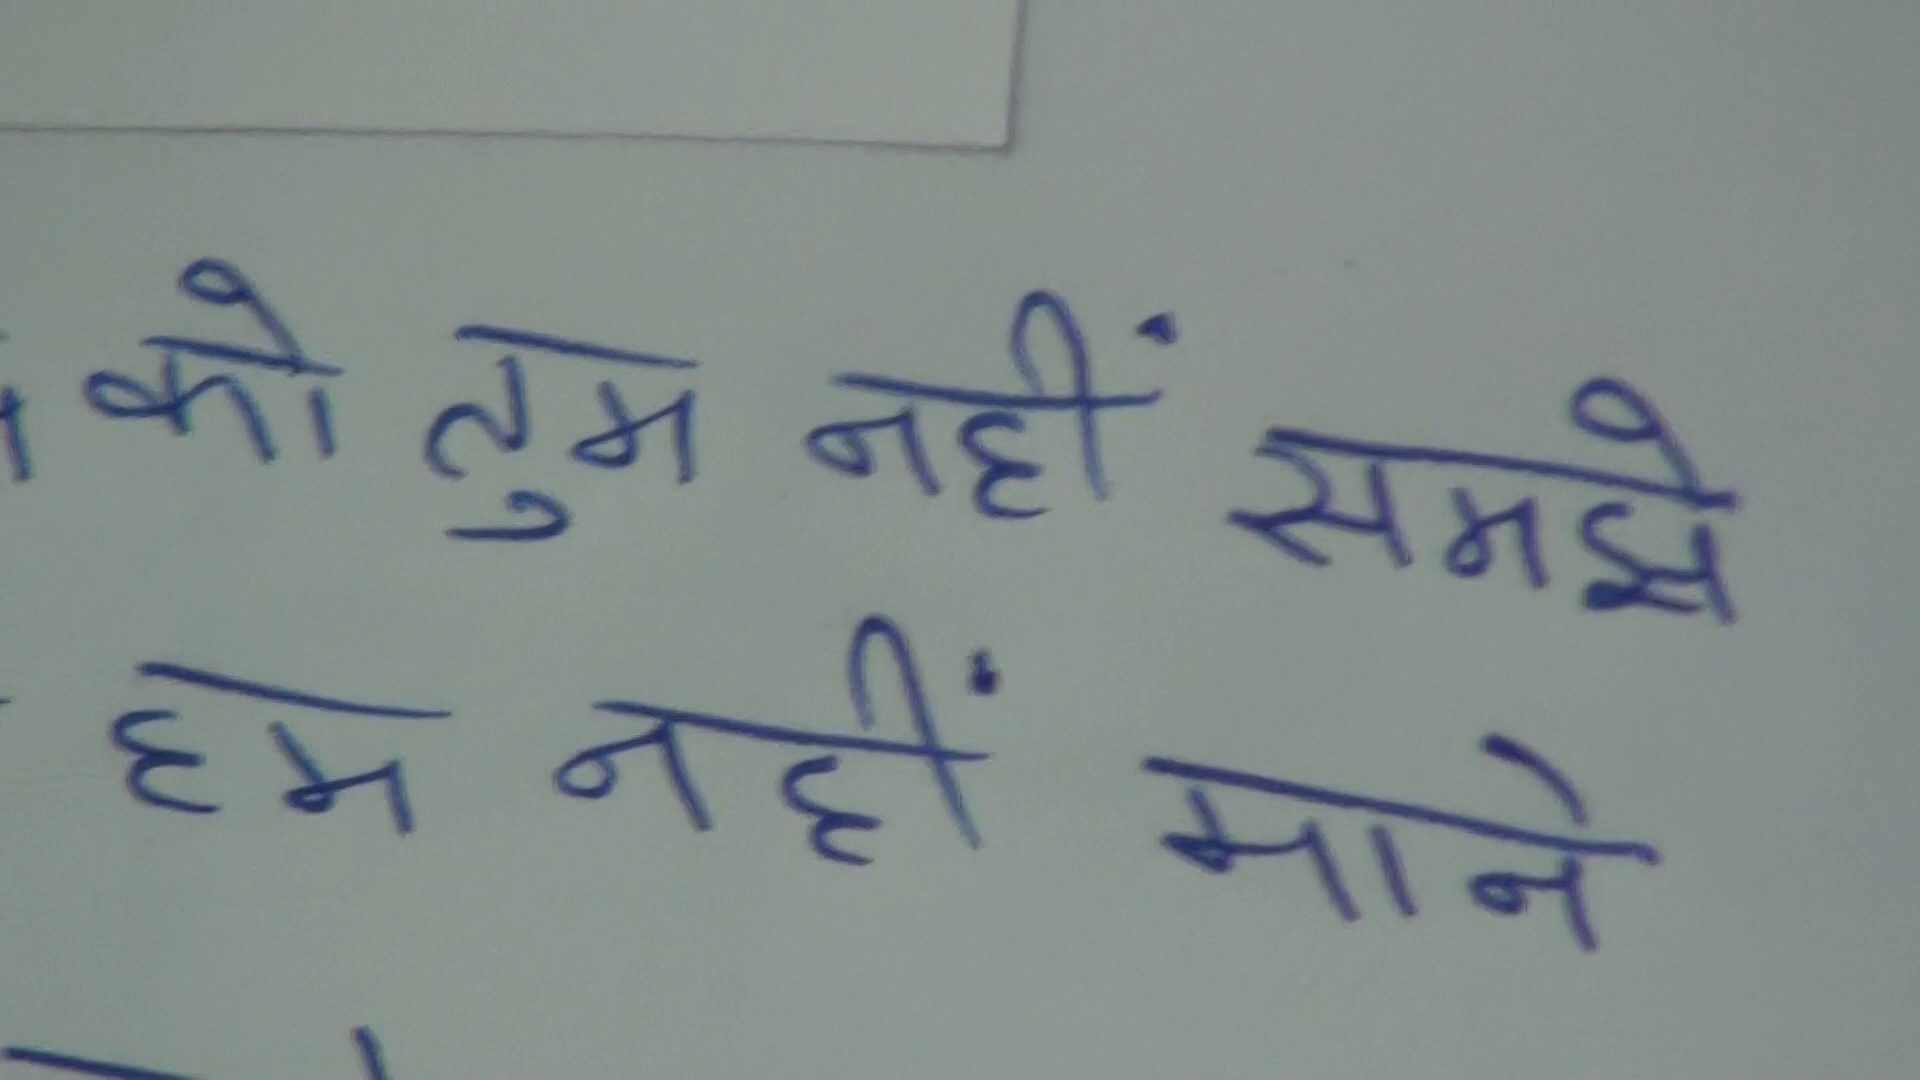 को तुम नहीं समझे
हम नहीं माने